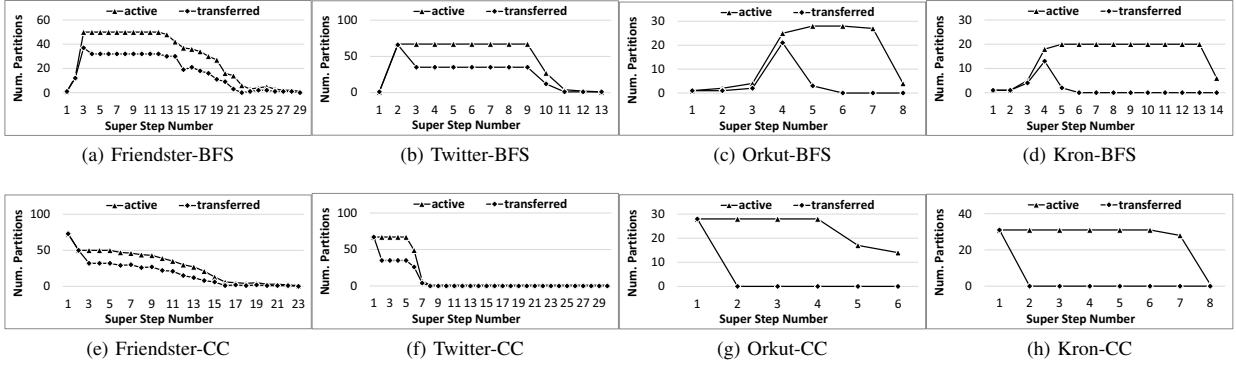 active transferred
Num. Partitions
60
40
20
0
1 3 5 7 9 11 13 15 17 19 21 23 25 27 29
Super Step Number
(a) Friendster-BFS
active transferred
Num. Partitions
100
50
0
1 2 3 4 5 6 7 8 9 10 11 12 13
Super Step Number
(b) Twitter-BFS
active transferred
Num. Partitions
30
20
10
0
1 2 3 4 5 6 7 8
Super Step Number
(c) Orkut-BFS
active transferred
Num. Partitions
30
20
10
0
1 2 3 4 5 6 7 8 9 10 11 12 13 14
Super Step Number
(d) Kron-BFS
active transferred
Num. Partitions
100
50
0
1 3 5 7 9 11 13 15 17 19 21 23
Super Step Number
(e) Friendster-CC
active transferred
Num. Partitions
100
50
0
1 3 5 7 9 11 13 15 17 19 21 23 25 27 29
Super Step Number
(f) Twitter-CC
active transferred
Num. Partitions
30
20
10
0
1 2 3 4 5 6
Super Step Number
(g) Orkut-CC
active transferred
Num. Partitions
40
20
0
1 2 3 4 5 6 7 8
Super Step Number
(h) Kron-CC